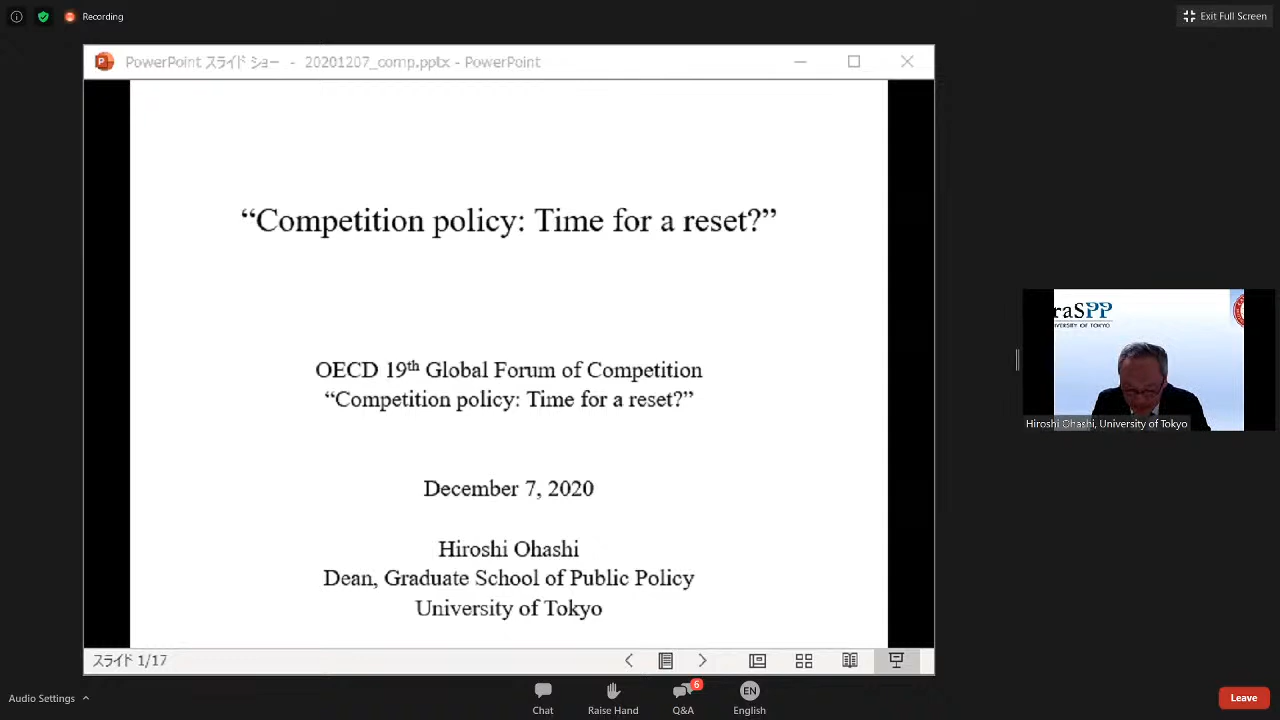 Recording
Exit Full Screen
PowerPoint スライド ショー - 20201207_comp.pptx - PowerPoint
“Competition policy: Time for a reset?”
OECD 19th Global Forum of Competition
“Competition policy: Time for a reset?”
December 7, 2020
Hiroshi Ohashi
Dean, Graduate School of Public Policy
University of Tokyo
raSPP
VERSITY OF TOKYO
Hiroshi Ohashi, University of Tokyo
スライド 1/17
Audio Settings
Chat
Raise Hand
6
Q&A
EN
English
Leave